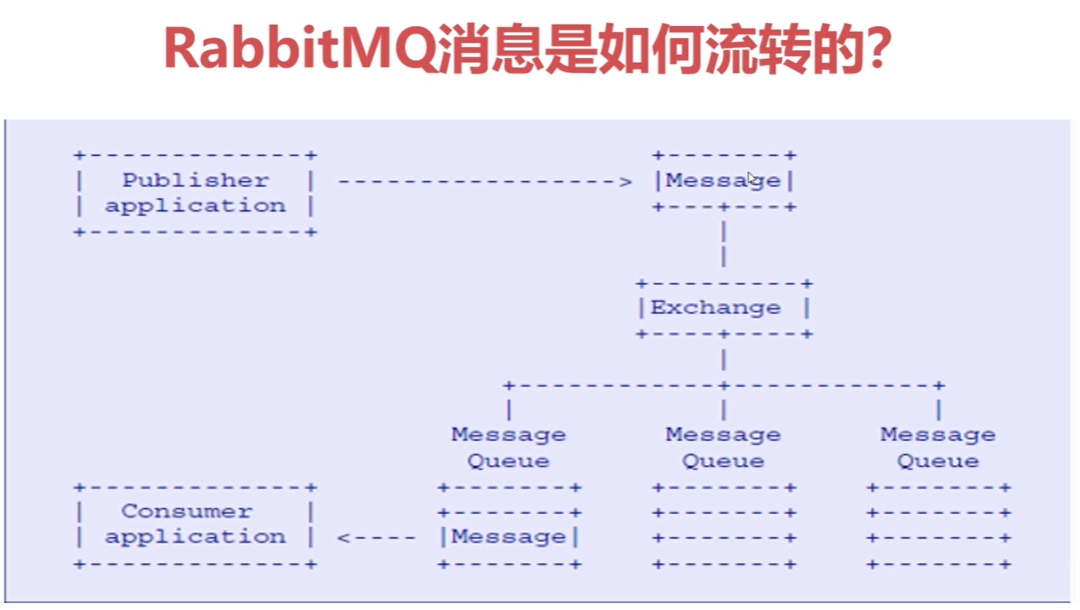 RabbitMQ消息是如何流转的?
+-------------+                    +-------+
|  Publisher  | -----------------> |Message|
| application |                    +---+---+
+-------------+                        |
                                       |
                                  +---------+
                                  |Exchange |
                                  +----+----+
                                       |
                          +------------+------------+
                          |            |            |
                       Message      Message      Message
                        Queue        Queue        Queue
+-------------+       +-------+    +-------+    +-------+
|  Consumer   |       +-------+    +-------+    +-------+
| application | <---- |Message|    +-------+    +-------+
+-------------+       +-------+    +-------+    +-------+